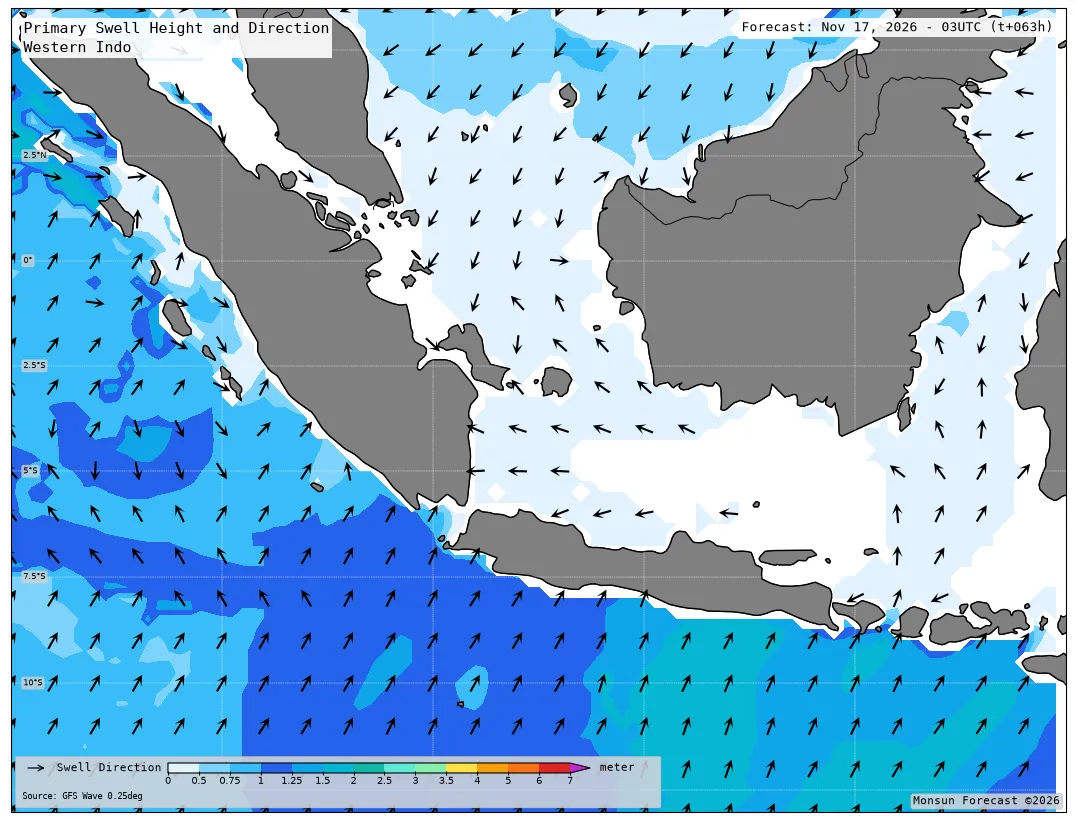 Primary Swell Height and Direction
Western Indo
Forecast: Nov 17, 2026 - 03UTC (t+063h)
2.5°N
0°
2.5°S
5°S
7.5°S
10°S
Swell Direction
0 0.5 0.75 1 1.25 1.5 2 2.5 3 3.5 4 5 6 7
meter
Source: GFS Wave 0.25deg
Monsun Forecast ©2026